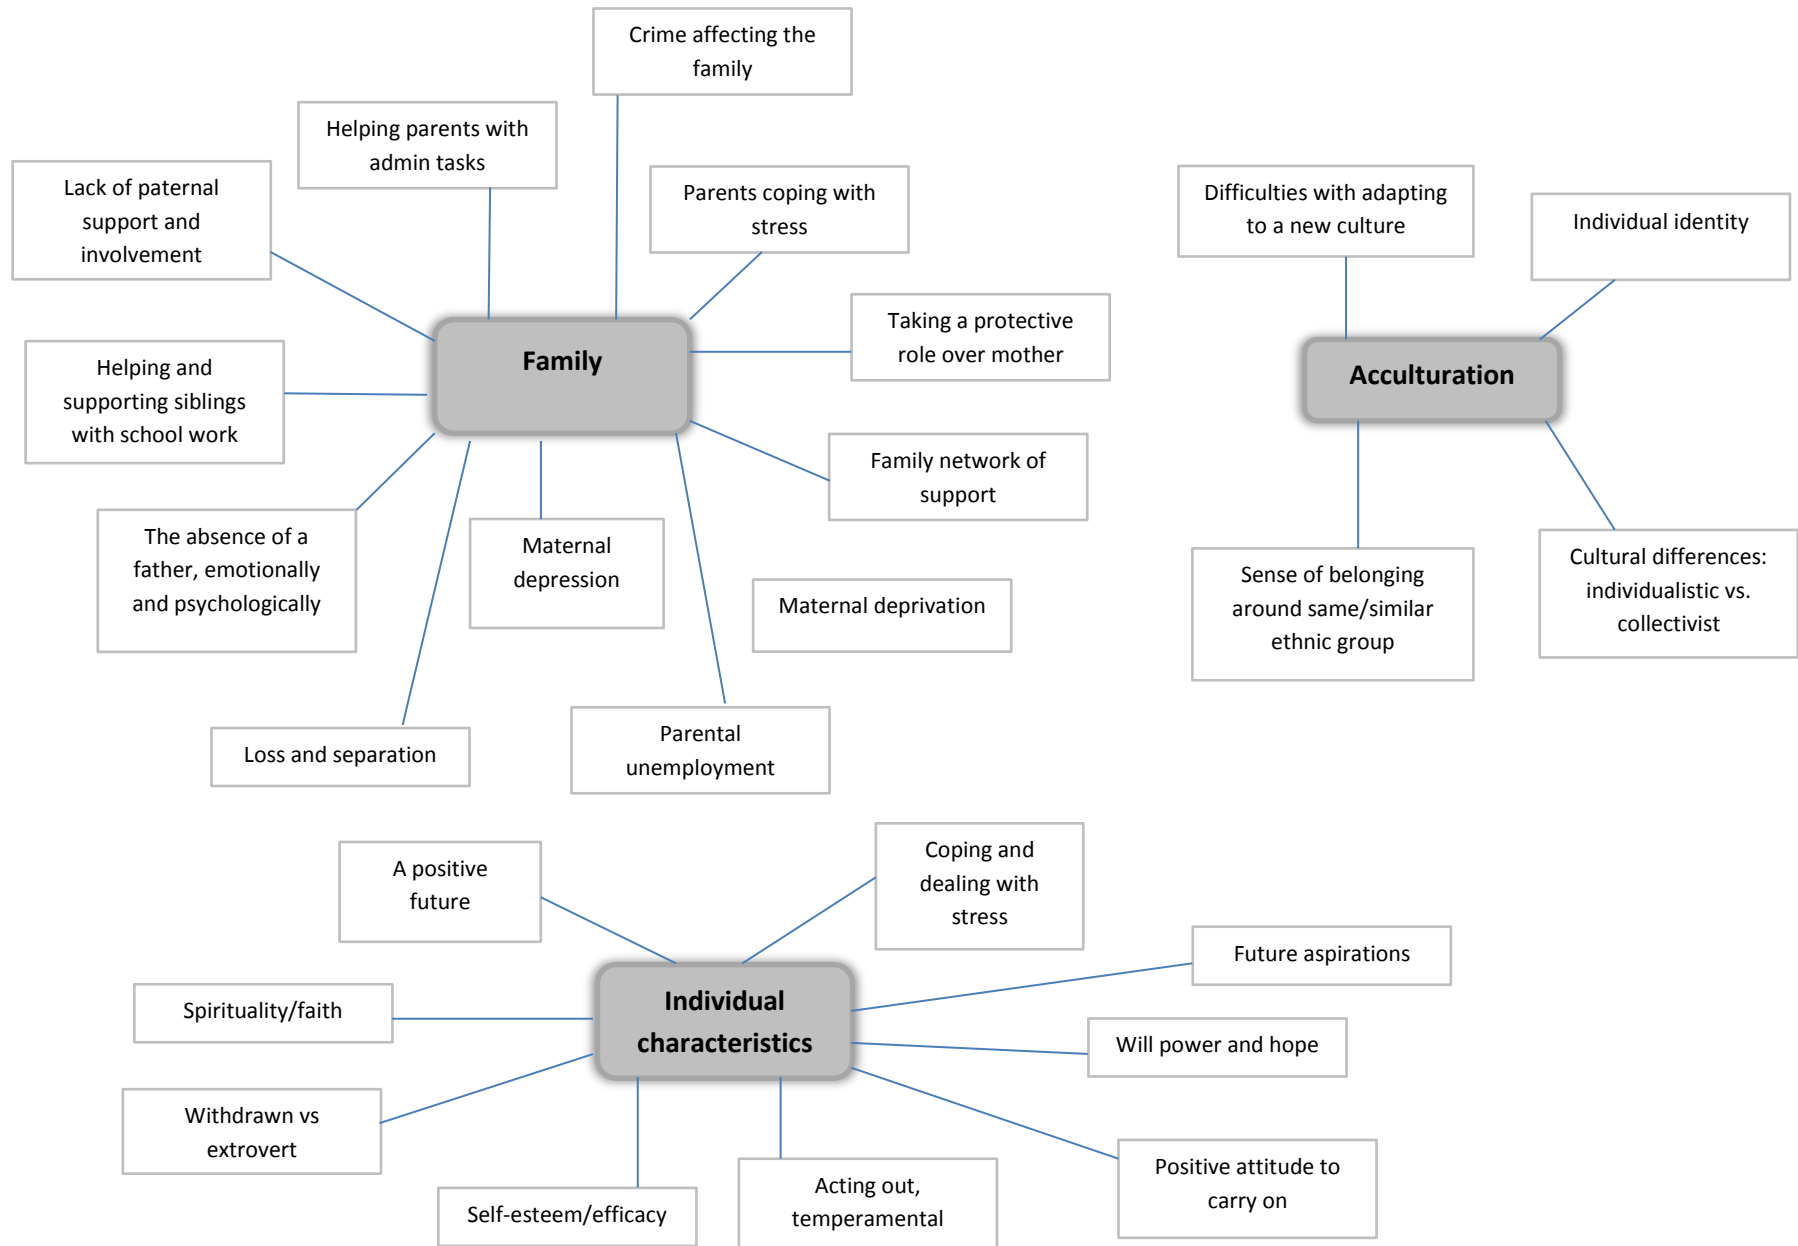 Crime affecting the
family
Helping parents with
admin tasks
Lack of paternal
support and
involvement
Parents coping with
stress
Difficulties with adapting
to a new culture
Individual identity
Taking a protective
role over mother
Family
Acculturation
Helping and
supporting siblings
with school work
Family network of
support
The absence of a
father, emotionally
and psychologically
Maternal
depression
Maternal deprivation
Sense of belonging
around same/similar
ethnic group
Cultural differences:
individualistic vs.
collectivist
Loss and separation
Parental
unemployment
A positive
future
Coping and
dealing with
stress
Future aspirations
Spirituality/faith
Individual
characteristics
Will power and hope
Withdrawn vs
extrovert
Self-esteem/efficacy
Acting out,
temperamental
Positive attitude to
carry on